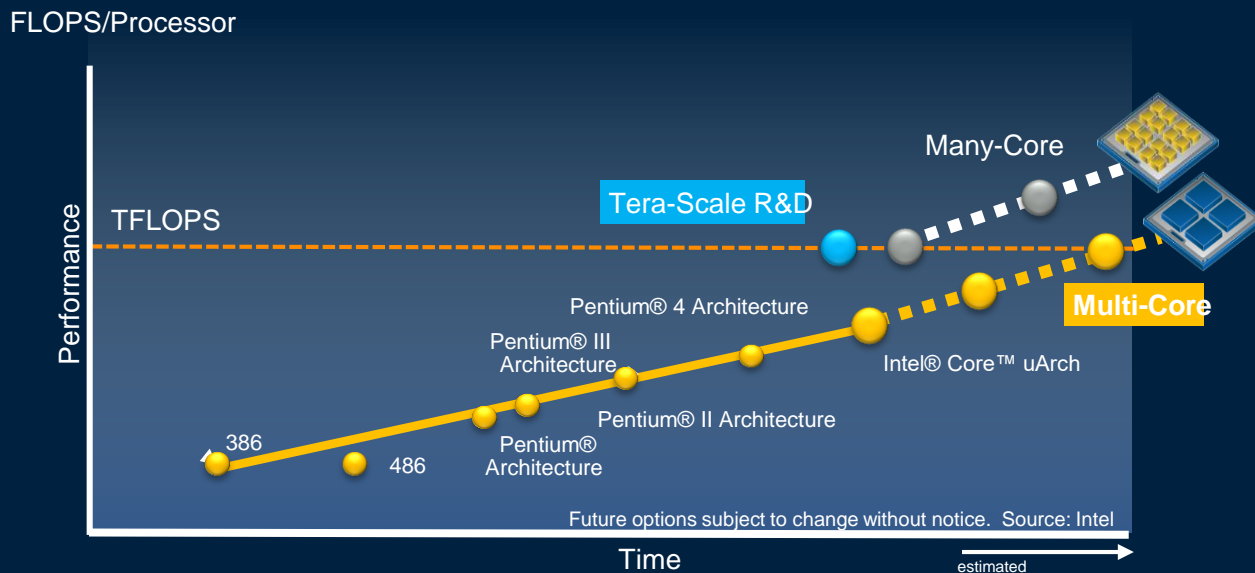 FLOPS/Processor
Many-Core
Tera-Scale R&D
TFLOPS
Performance
Multi-Core
Pentium® 4 Architecture
Pentium® III
Architecture
Intel® Core™ uArch
Pentium® II Architecture
386
486
Pentium®
Architecture
Future options subject to change without notice.  Source: Intel
Time
estimated